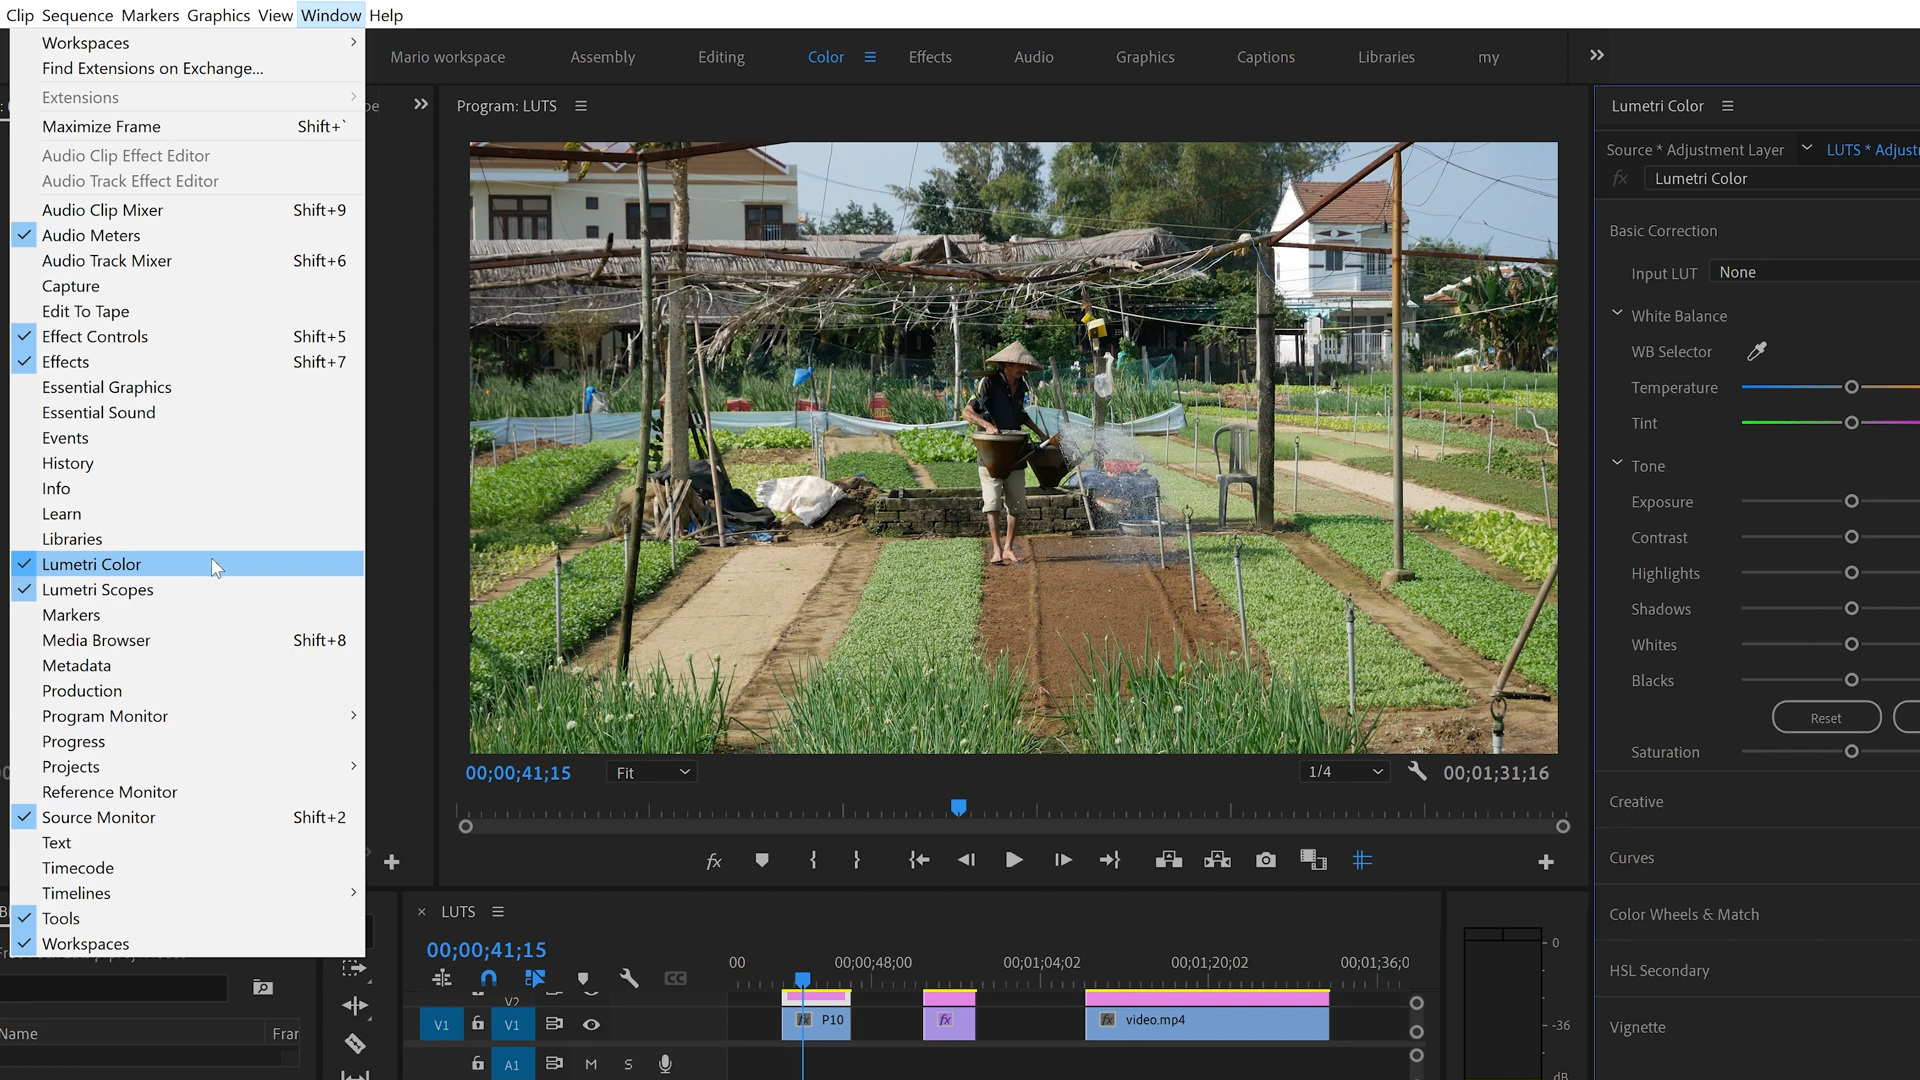 Clip Sequence Markers Graphics View Window Help
Workspaces
Find Extensions on Exchange...
Extensions
Maximize Frame Shift+`
Audio Clip Effect Editor
Audio Track Effect Editor
Audio Clip Mixer Shift+9
Audio Meters
Audio Track Mixer Shift+6
Capture
Edit To Tape
Effect Controls Shift+5
Effects Shift+7
Essential Graphics
Essential Sound
Events
History
Info
Learn
Libraries
Lumetri Color
Lumetri Scopes
Markers
Media Browser Shift+8
Metadata
Production
Program Monitor
Progress
Projects
Reference Monitor
Source Monitor Shift+2
Text
Timecode
Timelines
Tools
Workspaces
Name Frar
Mario workspace Assembly Editing Color Effects Audio Graphics Captions Libraries my
Program: LUTS
00;00;41;15 Fit 1/4 00;01;31;16
fx
LUTS
00;00;41;15
00 00;00;48;00 00;01;04;02 00;01;20;02 00;01;36;0
CC
V2
V1 V1
fx P10 fx fx video.mp4
A1 M S
0
-36
dB
Lumetri Color
Source * Adjustment Layer LUTS * Adjustr
fx Lumetri Color
Basic Correction
Input LUT None
White Balance
WB Selector
Temperature
Tint
Tone
Exposure
Contrast
Highlights
Shadows
Whites
Blacks
Reset
Saturation
Creative
Curves
Color Wheels & Match
HSL Secondary
Vignette